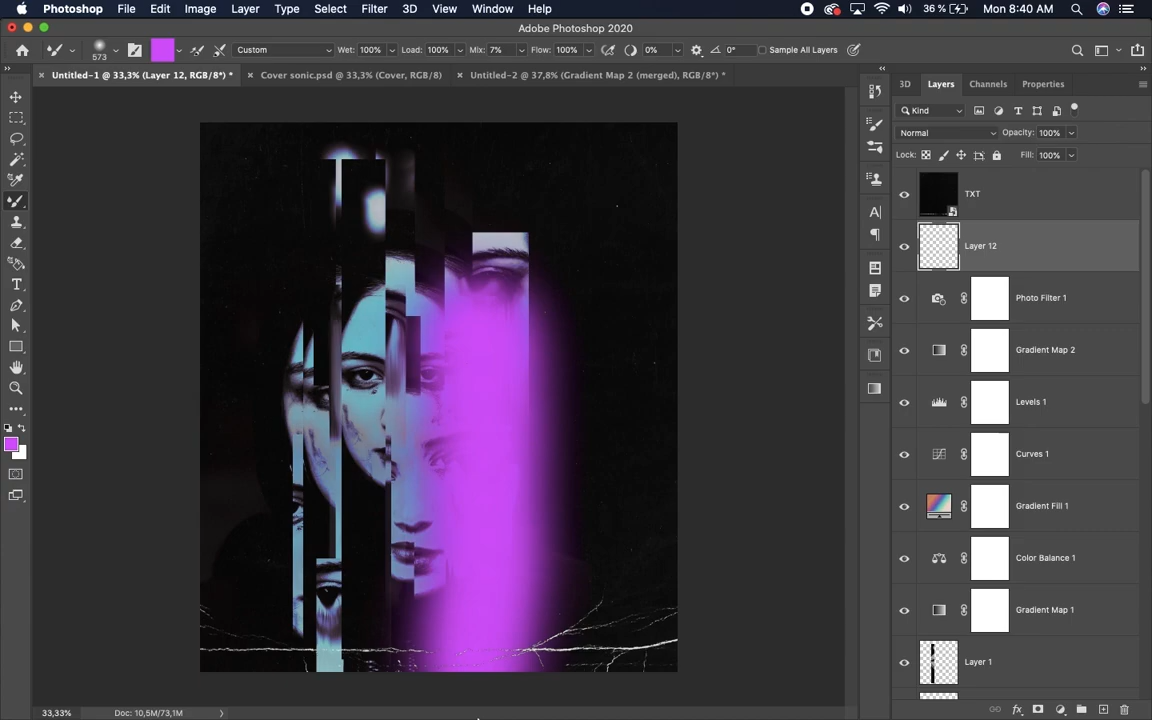 Photoshop File Edit Image Layer Type Select Filter 3D View Window Help 36 % Mon 8:40 AM
Adobe Photoshop 2020
573 Custom Wet: 100% Load: 100% Mix: 7% Flow: 100% 0% 0° Sample All Layers
Untitled-1 @ 33,3% (Layer 12, RGB/8*) * Cover sonic.psd @ 33,3% (Cover, RGB/8) Untitled-2 @ 37,8% (Gradient Map 2 (merged), RGB/8*) *
3D Layers Channels Properties
Kind
Normal Opacity: 100%
Lock: Fill: 100%
TXT
Layer 12
Photo Filter 1
Gradient Map 2
Levels 1
Curves 1
Gradient Fill 1
Color Balance 1
Gradient Map 1
Layer 1
33,33% Doc: 10,5M/73,1M